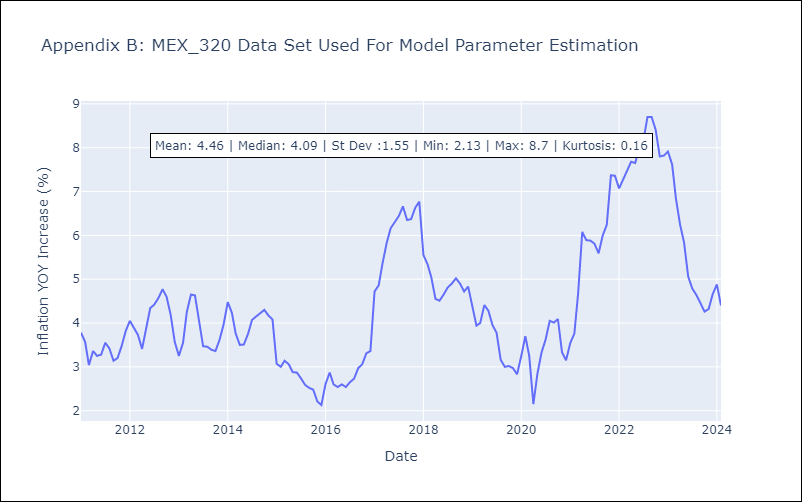 Appendix B: MEX_320 Data Set Used For Model Parameter Estimation
9
Mean: 4.46 | Median: 4.09 | St Dev :1.55 | Min: 2.13 | Max: 8.7 | Kurtosis: 0.16
8
7
6
5
4
3
2
Inflation YOY Increase (%)
2012 2014 2016 2018 2020 2022 2024
Date